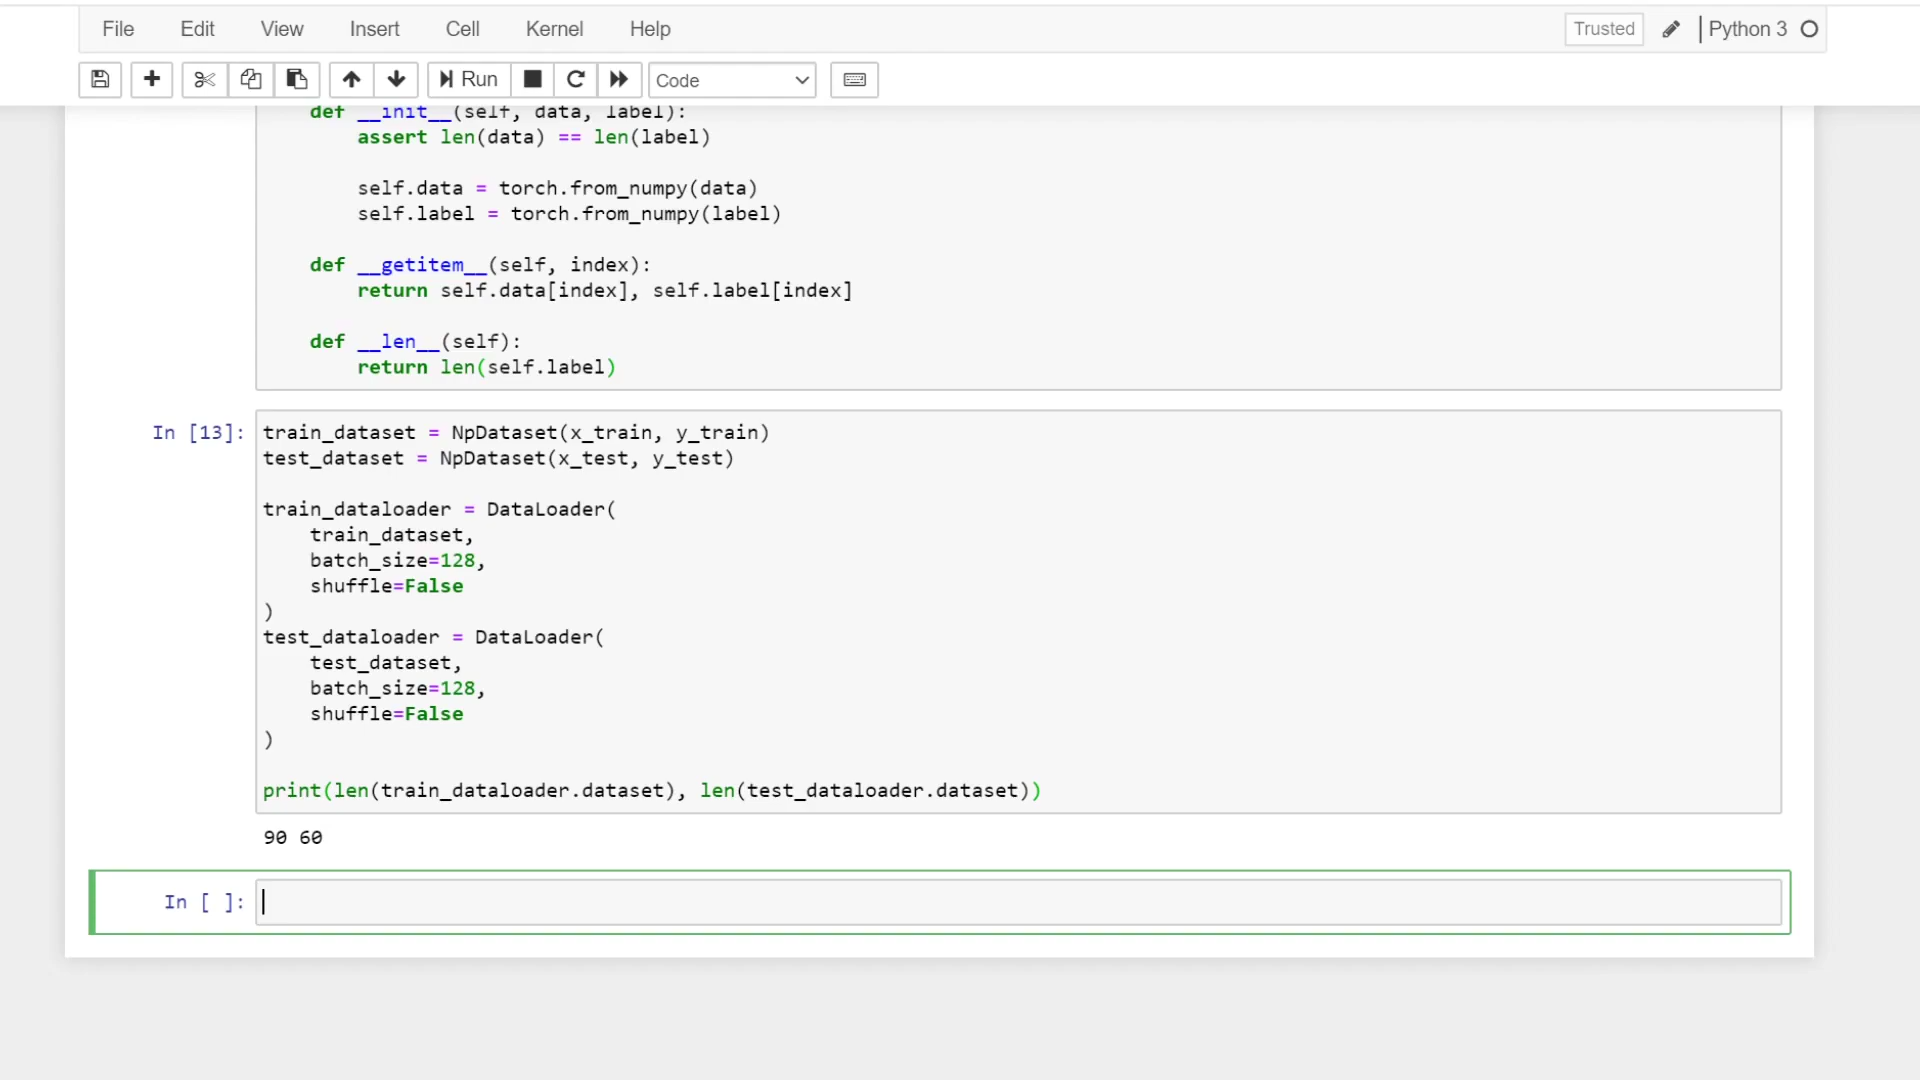 File Edit View Insert Cell Kernel Help Trusted Python 3
Run Code
def __init__(self, data, label):
assert len(data) == len(label)
self.data = torch.from_numpy(data)
self.label = torch.from_numpy(label)
def __getitem__(self, index):
return self.data[index], self.label[index]
def __len__(self):
return len(self.label)
In [13]: train_dataset = NpDataset(x_train, y_train)
test_dataset = NpDataset(x_test, y_test)
train_dataloader = DataLoader(
train_dataset,
batch_size=128,
shuffle=False
)
test_dataloader = DataLoader(
test_dataset,
batch_size=128,
shuffle=False
)
print(len(train_dataloader.dataset), len(test_dataloader.dataset))
90 60
In [ ]: